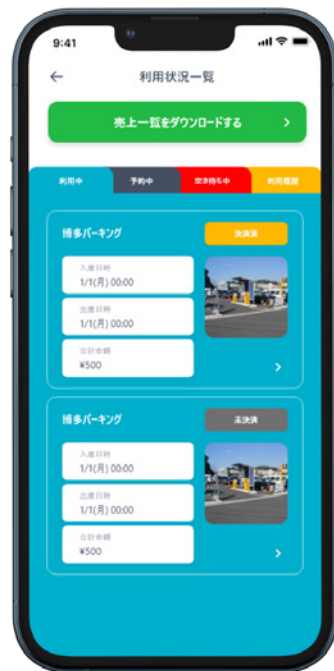 9:41
利用状況一覧
売上一覧をダウンロードする
利用中
予約中
空き待ち中
利用履歴
博多パーキング
決済済
入庫日時
1/1(月) 00:00
出庫日時
1/1(月) 00:00
合計金額
¥500
博多パーキング
未決済
入庫日時
1/1(月) 00:00
出庫日時
1/1(月) 00:00
合計金額
¥500